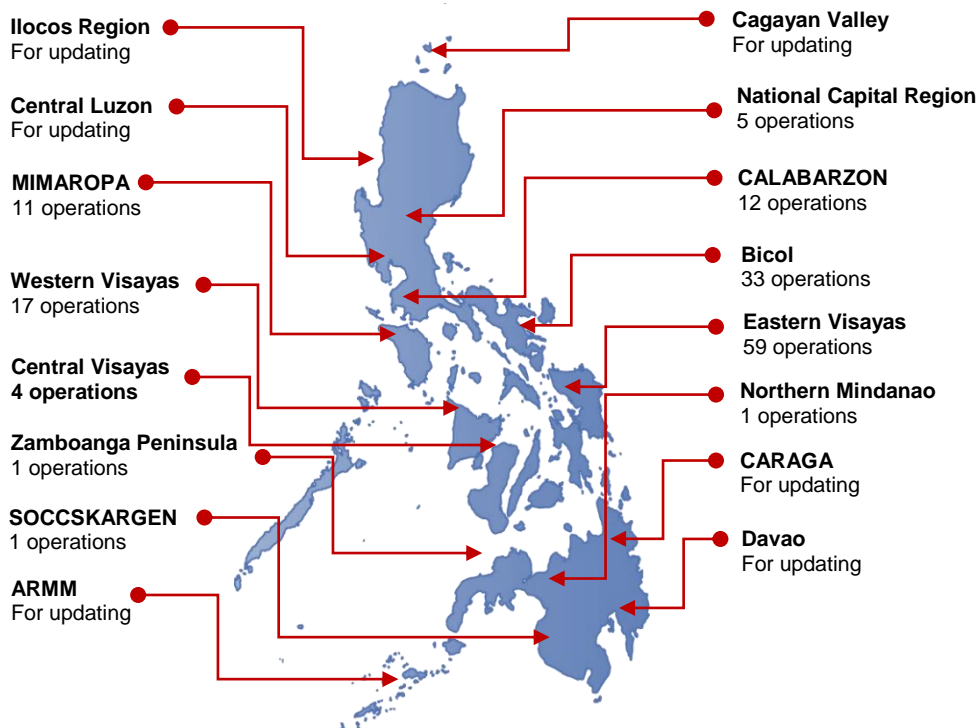 Ilocos Region
For updating
Central Luzon
For updating
MIMAROPA
11 operations
Western Visayas
17 operations
Central Visayas
4 operations
Zamboanga Peninsula
1 operations
SOCCSKARGEN
1 operations
ARMM
For updating
Cagayan Valley
For updating
National Capital Region
5 operations
CALABARZON
12 operations
Bicol
33 operations
Eastern Visayas
59 operations
Northern Mindanao
1 operations
CARAGA
For updating
Davao
For updating